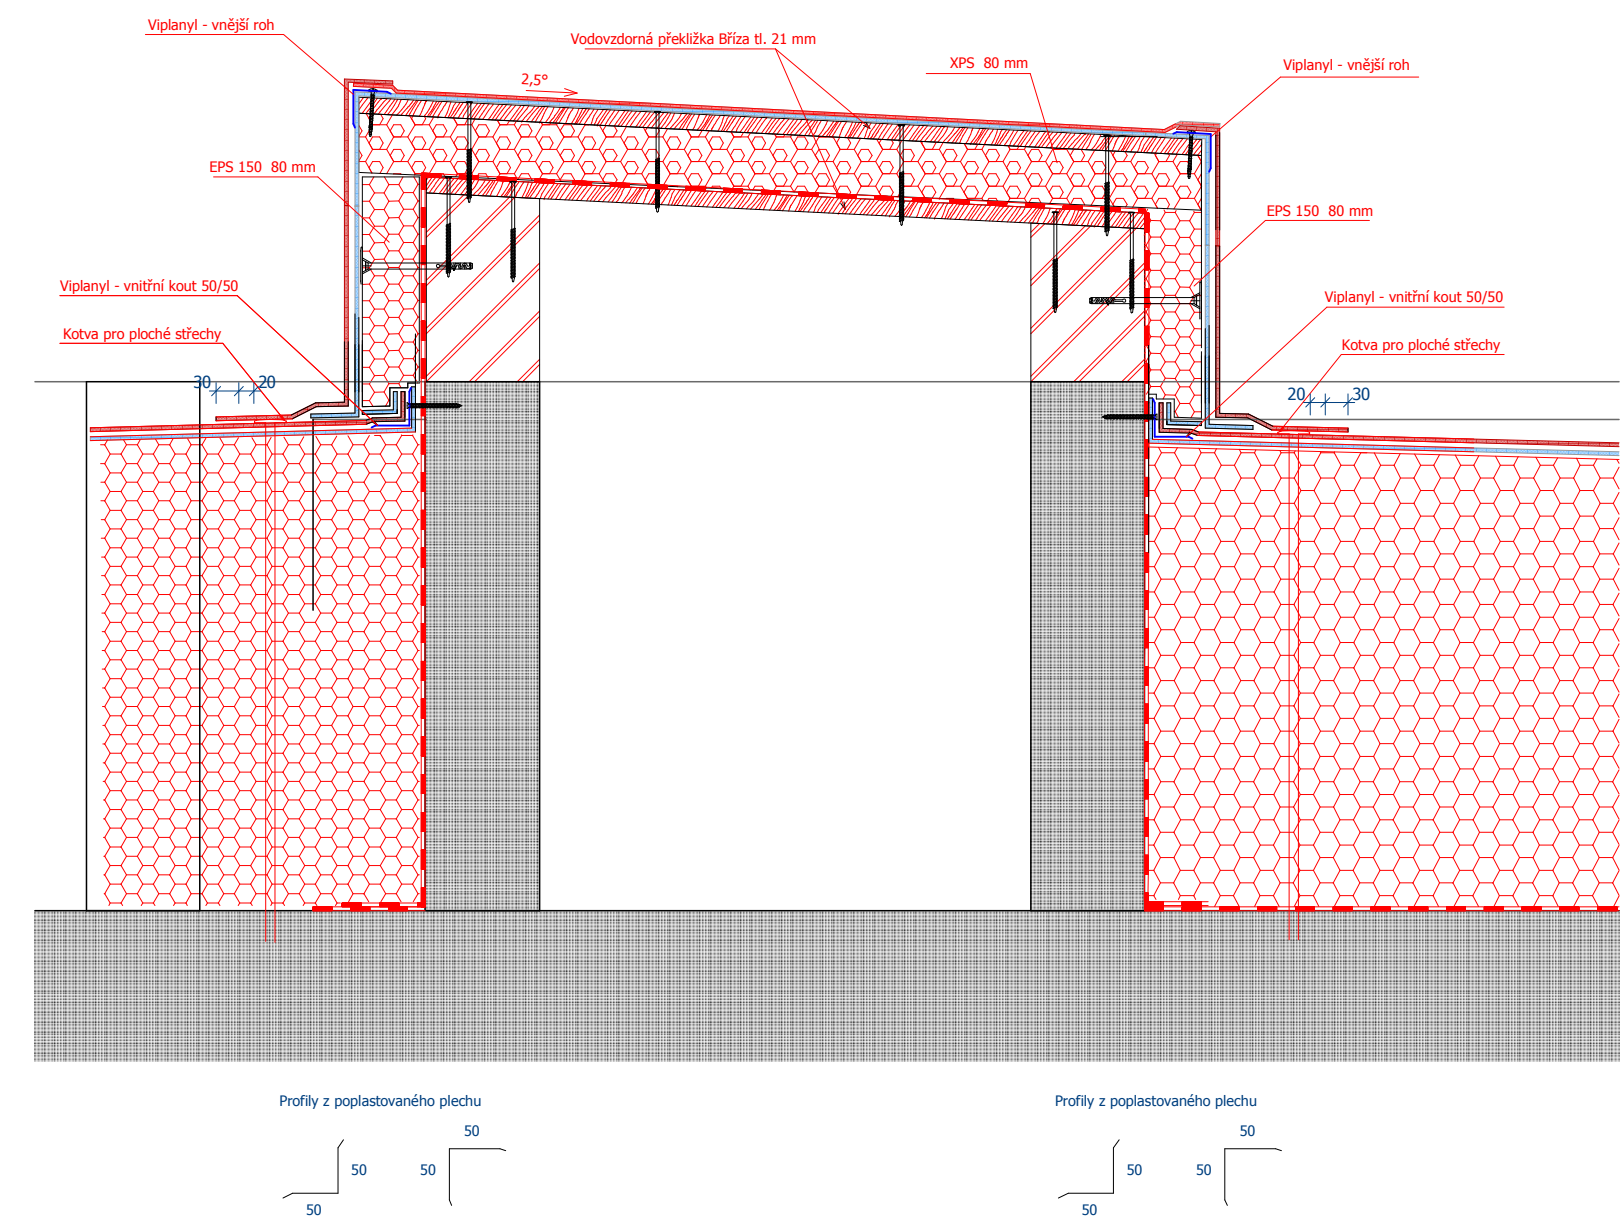 Viplanyl - vnější roh
Vodovzdorná překližka Bříza tl. 21 mm
XPS  80 mm
Viplanyl - vnější roh
2,5°
EPS 150  80 mm
EPS 150  80 mm
Viplanyl - vnitřní kout 50/50
Viplanyl - vnitřní kout 50/50
Kotva pro ploché střechy
Kotva pro ploché střechy
30 20
20 30
Profily z poplastovaného plechu
Profily z poplastovaného plechu
50
50
50 50
50 50
50
50